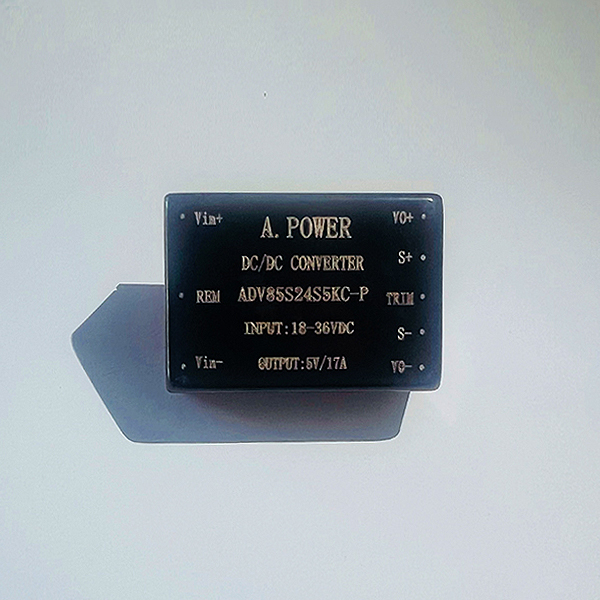 Vin+ A. POWER VO+
DC/DC CONVERTER S+
REM ADV85S24S5KC-P TRIM
INPUT:18-36VDC S-
Vin- OUTPUT:5V/17A VO-